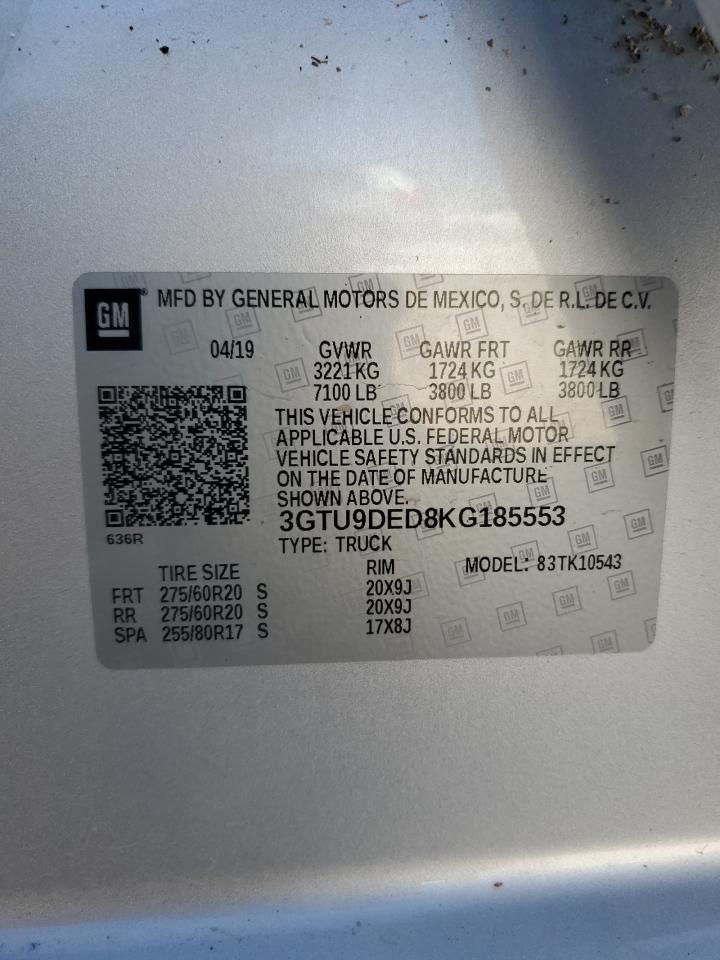 GM® MFD BY GENERAL MOTORS DE MEXICO, S. DE R.L. DE C.V.
04/19 GVWR GAWR FRT GAWR RR
3221 KG 1724 KG 1724 KG
7100 LB 3800 LB 3800 LB
THIS VEHICLE CONFORMS TO ALL
APPLICABLE U.S. FEDERAL MOTOR
VEHICLE SAFETY STANDARDS IN EFFECT
ON THE DATE OF MANUFACTURE
SHOWN ABOVE.
3GTU9DED8KG185553
636R
TYPE: TRUCK
TIRE SIZE RIM MODEL: 83TK10543
FRT 275/60R20 S 20X9J
RR 275/60R20 S 20X9J
SPA 255/80R17 S 17X8J